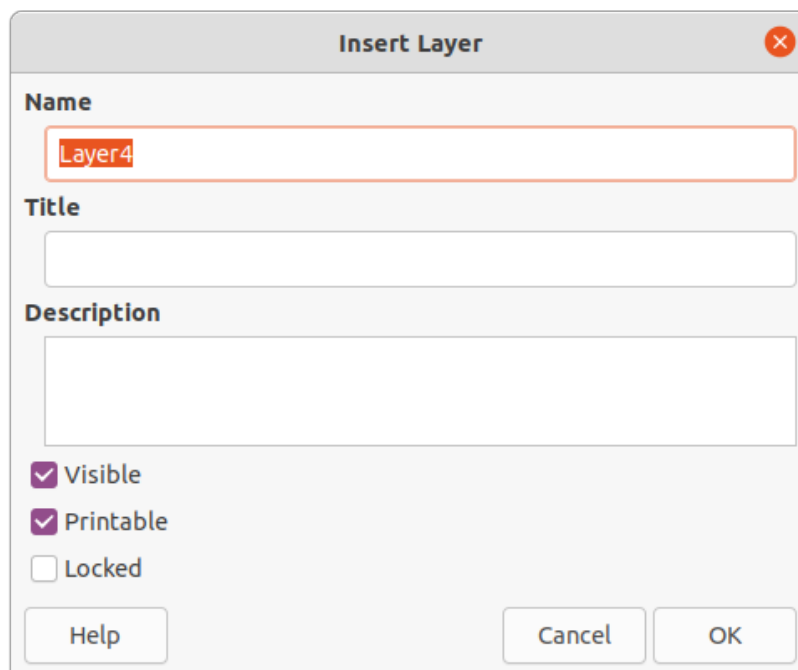 Insert Layer
Name
Layer4
Title
Description
Visible
Printable
Locked
Help Cancel OK